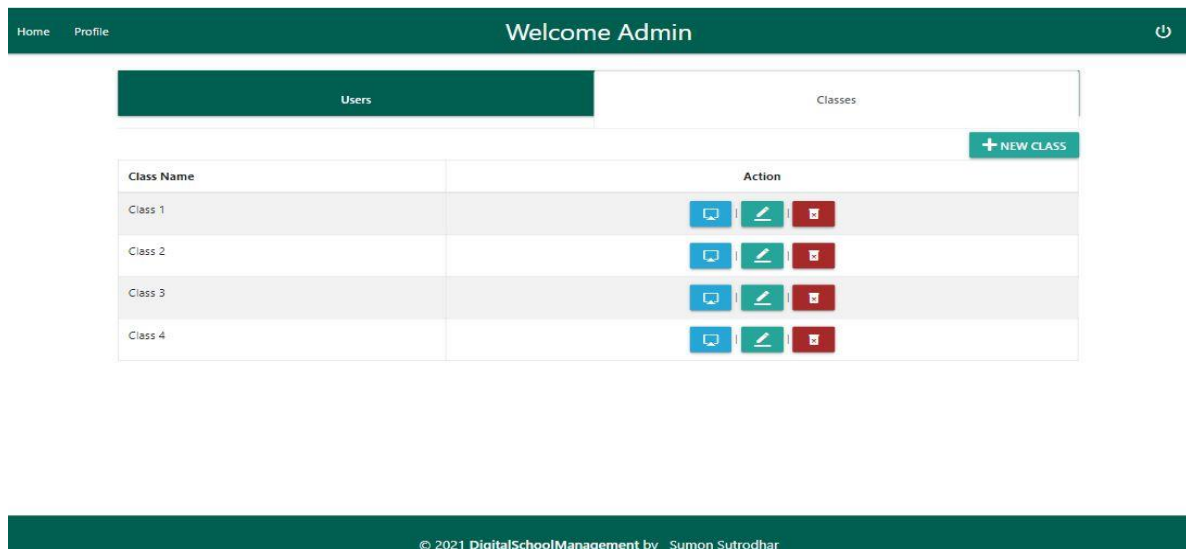 Home Profile Welcome Admin
Users Classes
NEW CLASS
Class Name Action
Class 1
Class 2
Class 3
Class 4
© 2021 DigitalSchoolManagement by Sumon Sutrodhar